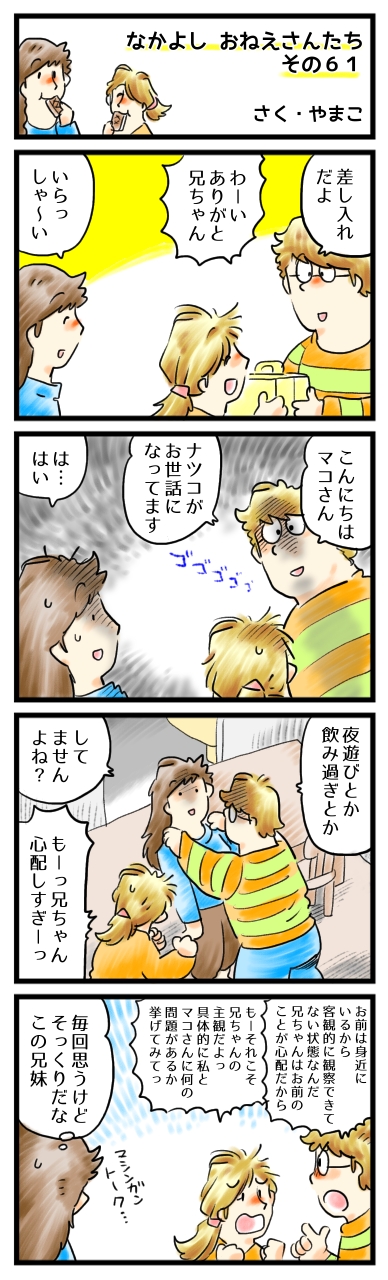 なかよし おねえさんたち
その６１
さく・やまこ
差し入れ
だよ
わーい
ありがと
兄ちゃん
いらっ
しゃ〜い
こんにちは
マコさん
ナツコが
お世話に
なってます
は…
はい
ゴゴゴゴゴ
夜遊びとか
飲み過ぎとか
して
ません
よね？
もーっ兄ちゃん
心配しすぎーっ
お前は身近に
いるから
客観的に観察できて
ない状態なんだ
兄ちゃんはお前の
ことが心配だから
もーそれこそ
兄ちゃんの
主観だよっ
具体的に私と
マコさんに何の
問題があるか
挙げてみてっ
毎回思うけど
そっくりだな
この兄妹
マシンガン
トーク…